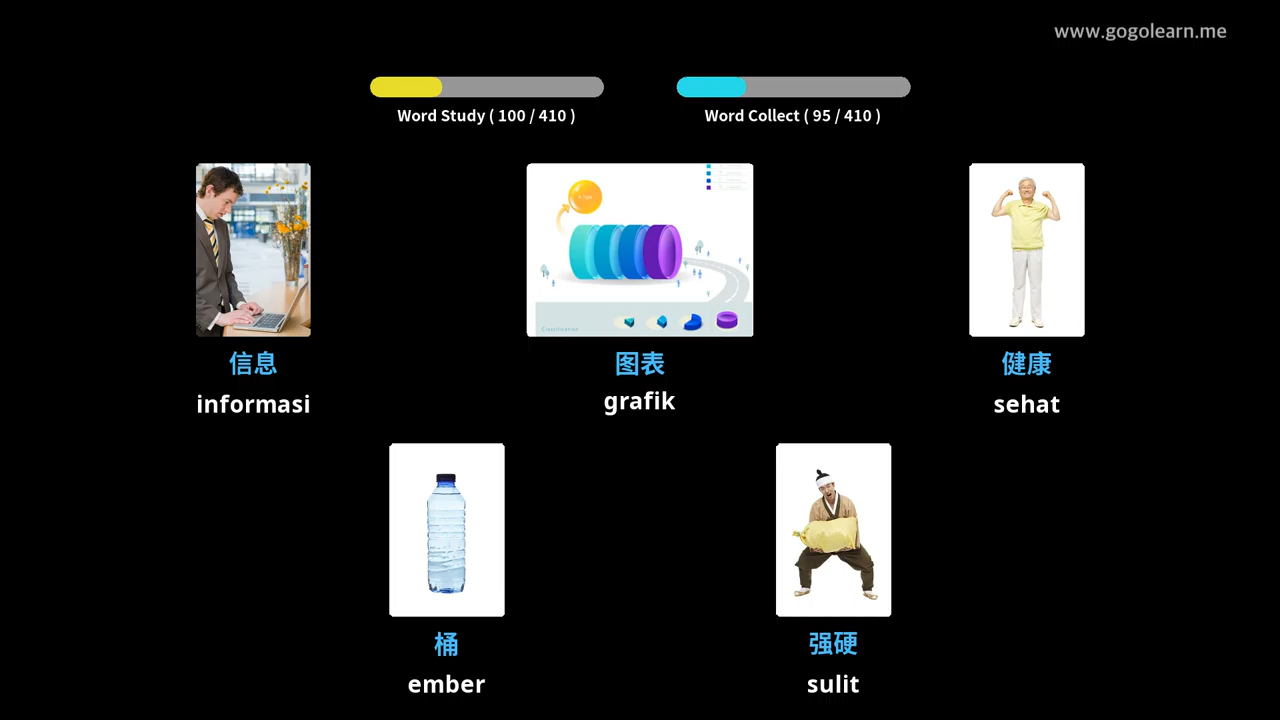 www.gogolearn.me
Word Study ( 100 / 410 )
Word Collect ( 95 / 410 )
信息
informasi
图表
grafik
健康
sehat
Classification
桶
ember
强硬
sulit